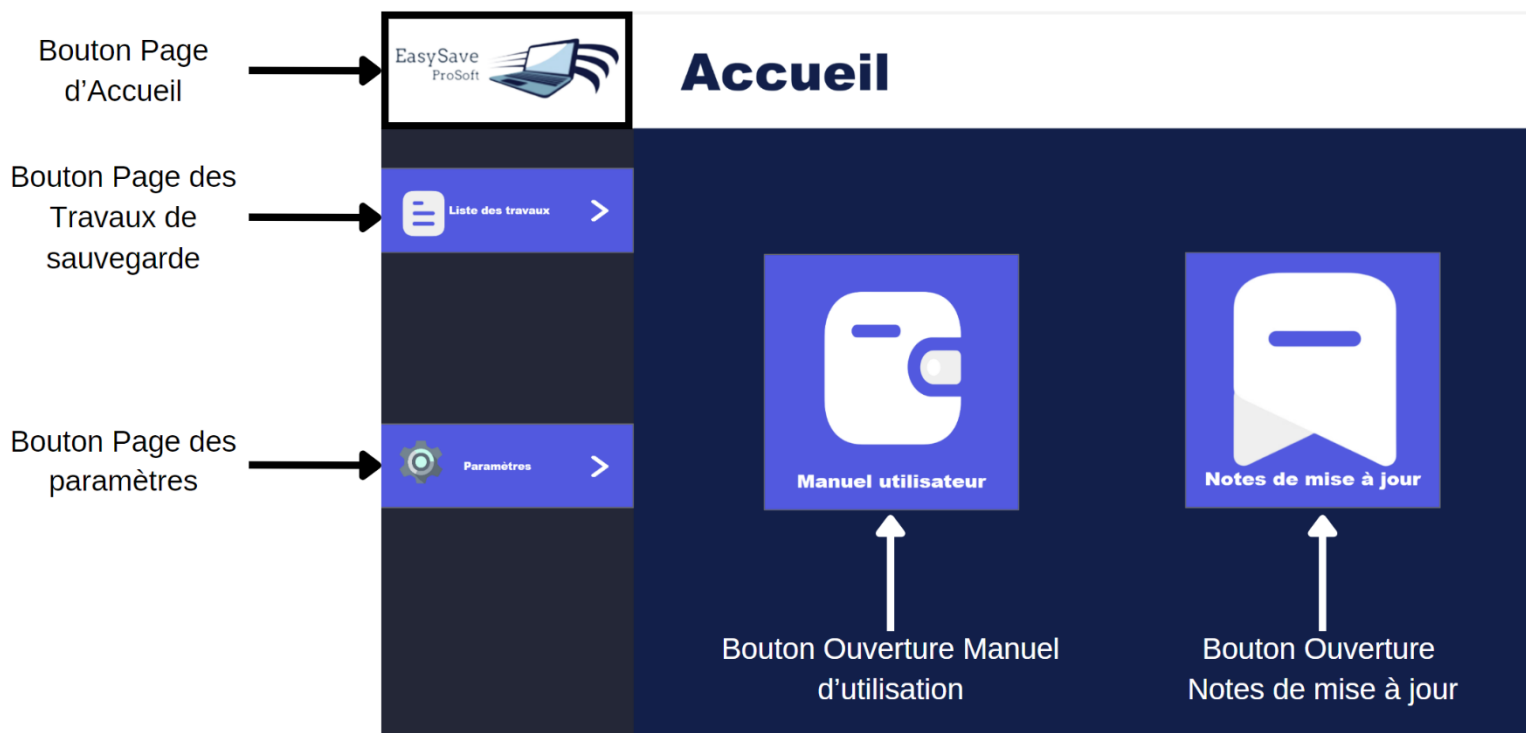 Bouton Page
d’Accueil
EasySave
ProSoft
Accueil
Bouton Page des
Travaux de
sauvegarde
Liste des travaux
Bouton Page des
paramètres
Paramètres
Manuel utilisateur
Notes de mise à jour
Bouton Ouverture Manuel
d’utilisation
Bouton Ouverture
Notes de mise à jour